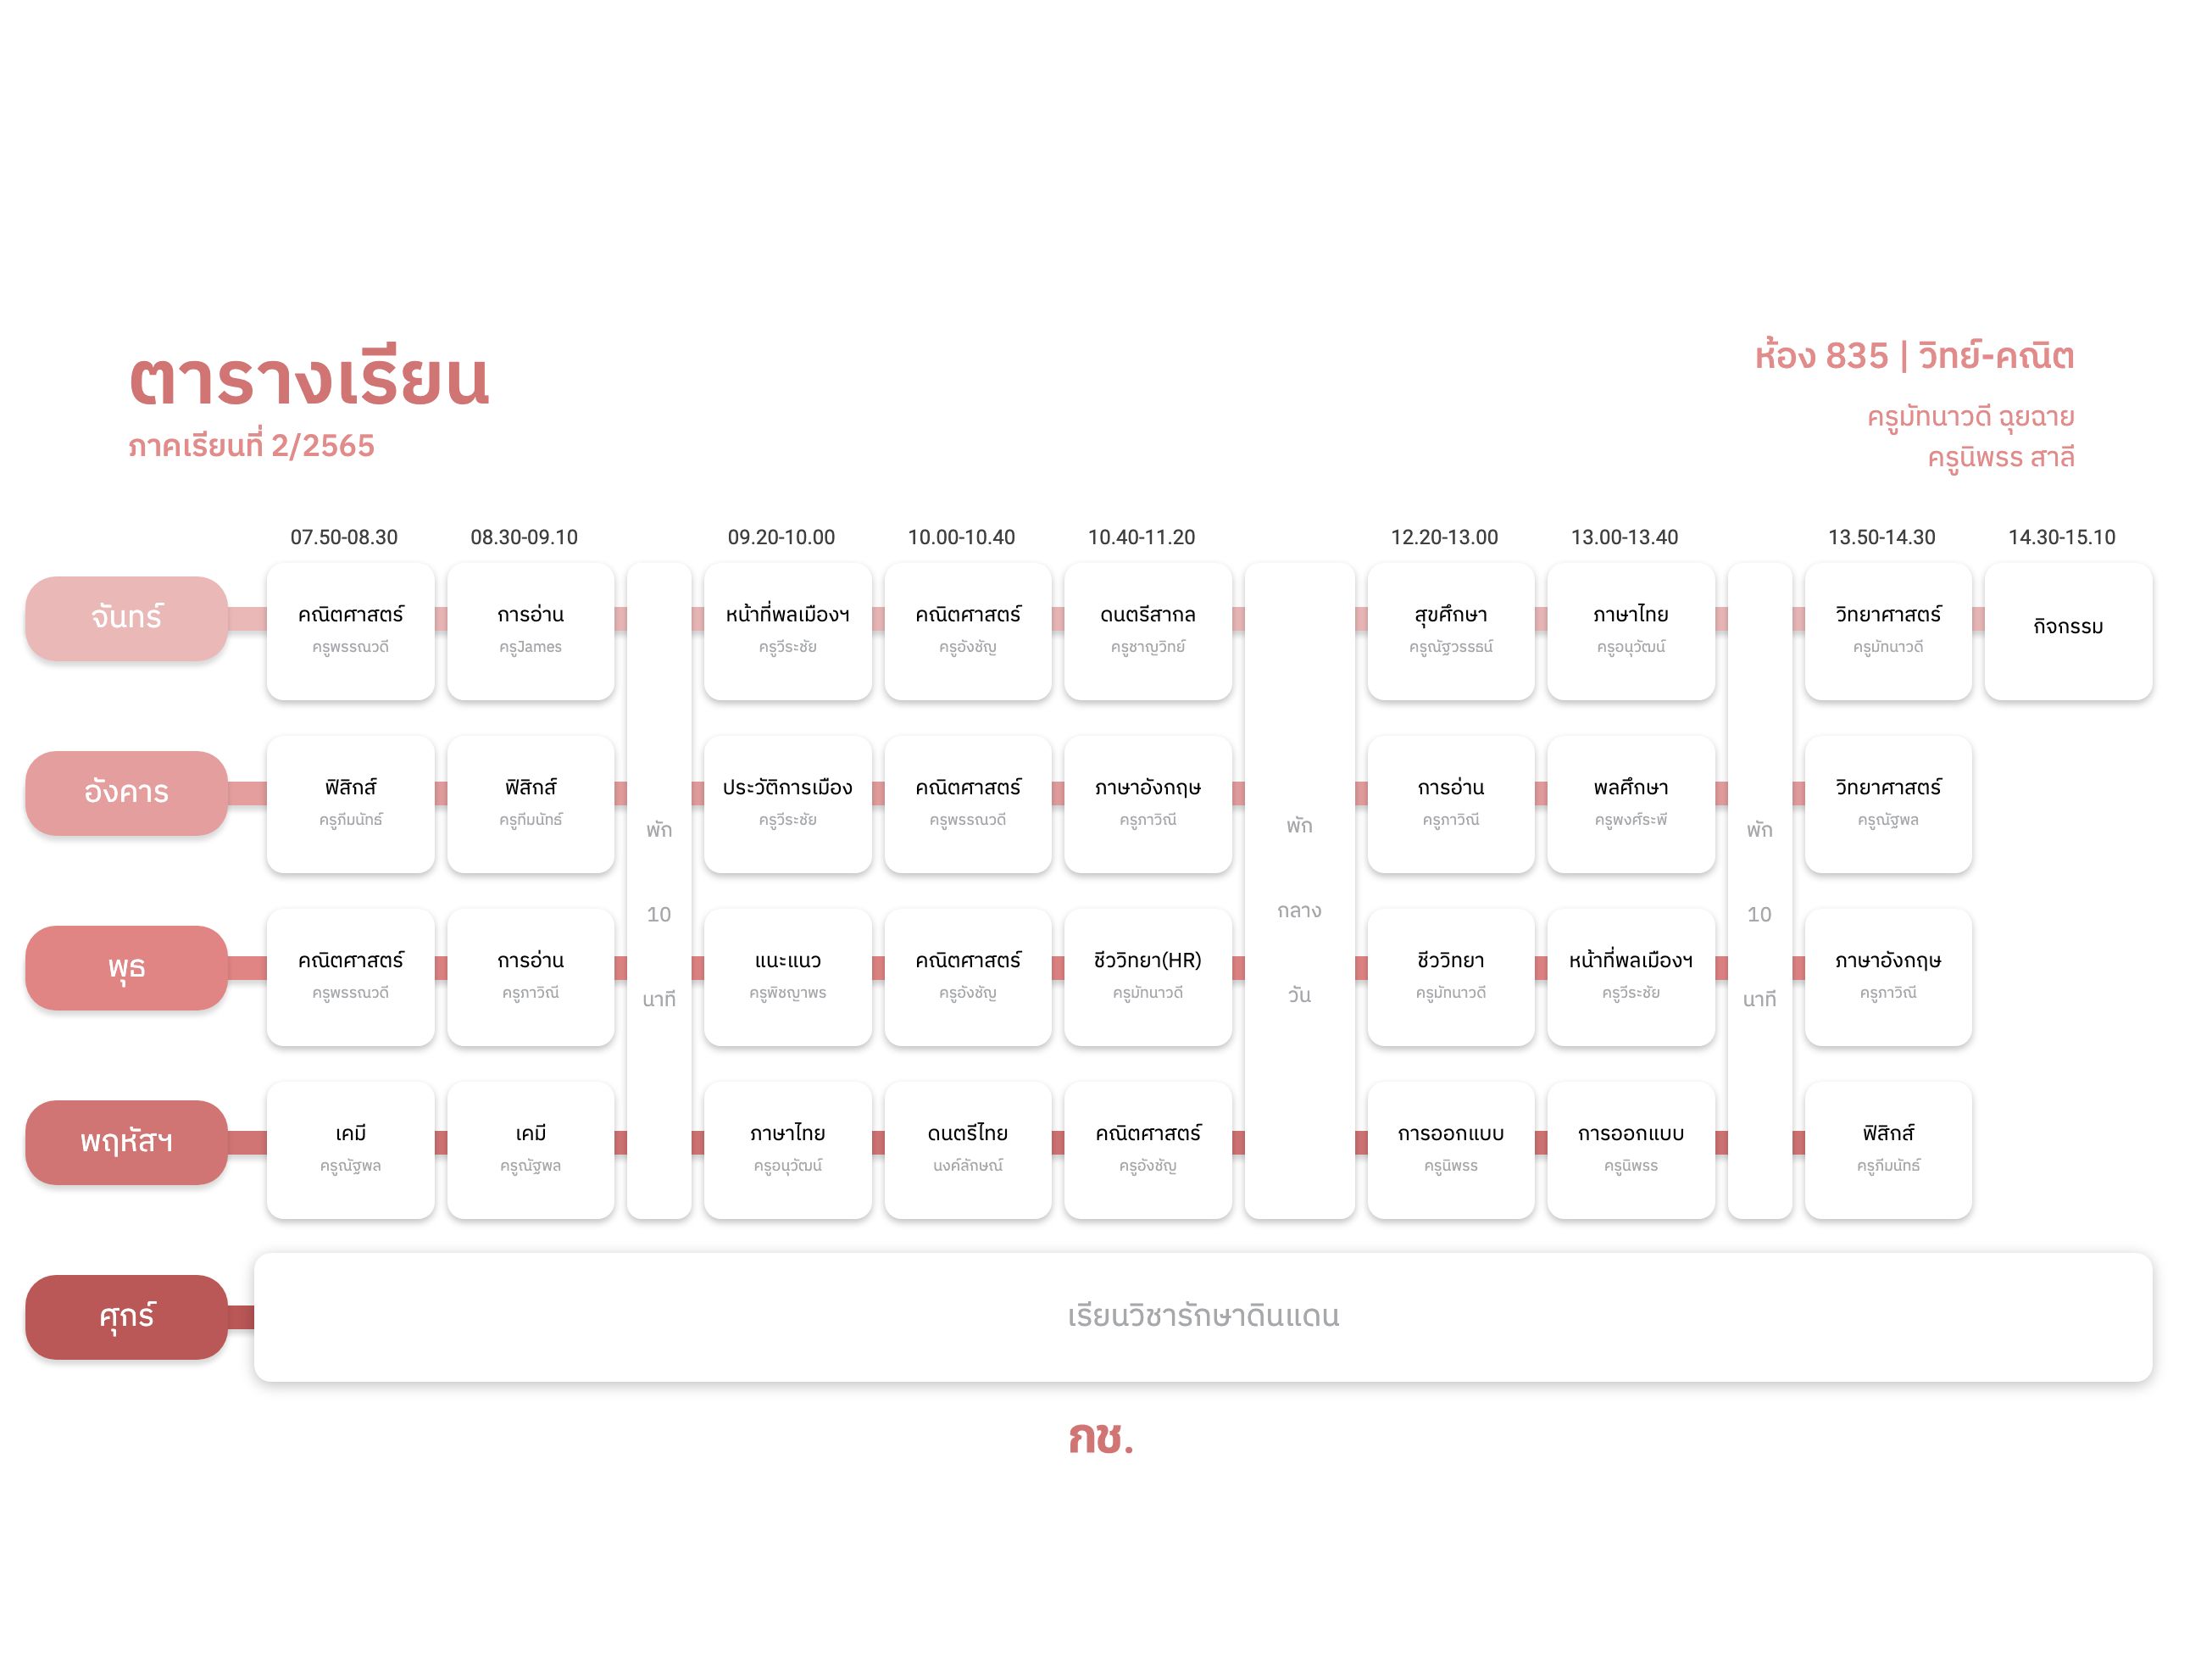 ตารางเรียน
ภาคเรียนที่ 2/2565
ห้อง 835 | วิทย์-คณิต
ครูมัทนาวดี ฉุยฉาย
ครูนิพรร สาลี
07.50-08.30 08.30-09.10 09.20-10.00 10.00-10.40 10.40-11.20 12.20-13.00 13.00-13.40 13.50-14.30 14.30-15.10
จันทร์
คณิตศาสตร์ การอ่าน หน้าที่พลเมืองฯ คณิตศาสตร์ ดนตรีสากล สุขศึกษา ภาษาไทย วิทยาศาสตร์ กิจกรรม
ครูพรรณวดี ครูJames ครูวีระชัย ครูอังชัญ ครูชาญวิทย์ ครูณัฐวรรธน์ ครูอนุวัฒน์ ครูมัทนาวดี
อังคาร
ฟิสิกส์ ฟิสิกส์ ประวัติการเมือง คณิตศาสตร์ ภาษาอังกฤษ การอ่าน พลศึกษา วิทยาศาสตร์
ครูภีมนัทธ์ ครูทีมนัทธ์ ครูวีระชัย ครูพรรณวดี ครูภาวิณี ครูภาวิณี ครูพงศ์ระพี ครูณัฐพล
พัก
10
นาที
พัก
กลาง
วัน
พัก
10
นาที
พุธ
คณิตศาสตร์ การอ่าน แนะแนว คณิตศาสตร์ ชีววิทยา(HR) ชีววิทยา หน้าที่พลเมืองฯ ภาษาอังกฤษ
ครูพรรณวดี ครูภาวิณี ครูพิชญาพร ครูอังชัญ ครูมัทนาวดี ครูมัทนาวดี ครูวีระชัย ครูภาวิณี
พฤหัสฯ
เคมี เคมี ภาษาไทย ดนตรีไทย คณิตศาสตร์ การออกแบบ การออกแบบ ฟิสิกส์
ครูณัฐพล ครูณัฐพล ครูอนุวัฒน์ นงค์ลักษณ์ ครูอังชัญ ครูนิพรร ครูนิพรร ครูภีมนัทธ์
ศุกร์
เรียนวิชารักษาดินแดน
กช.